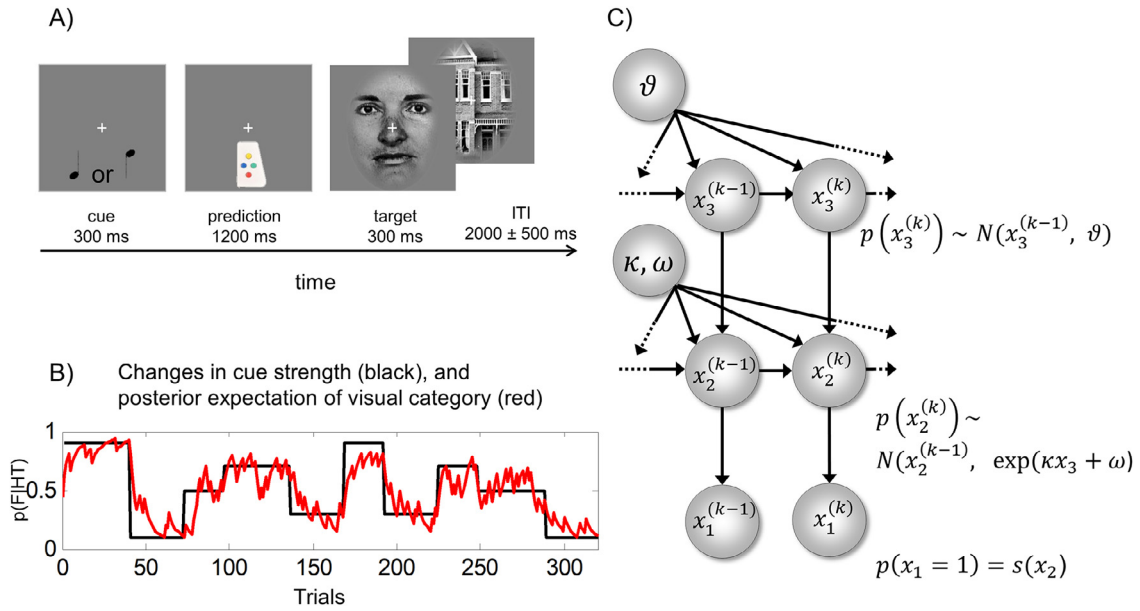 A)
or
cue
300 ms
prediction
1200 ms
target
300 ms
ITI
2000 ± 500 ms
time
B)
Changes in cue strength (black), and
posterior expectation of visual category (red)
p(F|HT)
1
0.5
0
0
50
100
150
200
250
300
Trials
C)
ϑ
x₃^(k−1)
x₃^(k)
p(x₃^(k)) ~ N(x₃^(k−1), ϑ)
κ, ω
x₂^(k−1)
x₂^(k)
p(x₂^(k)) ~
N(x₂^(k−1), exp(κx₃ + ω)
x₁^(k−1)
x₁^(k)
p(x₁ = 1) = s(x₂)